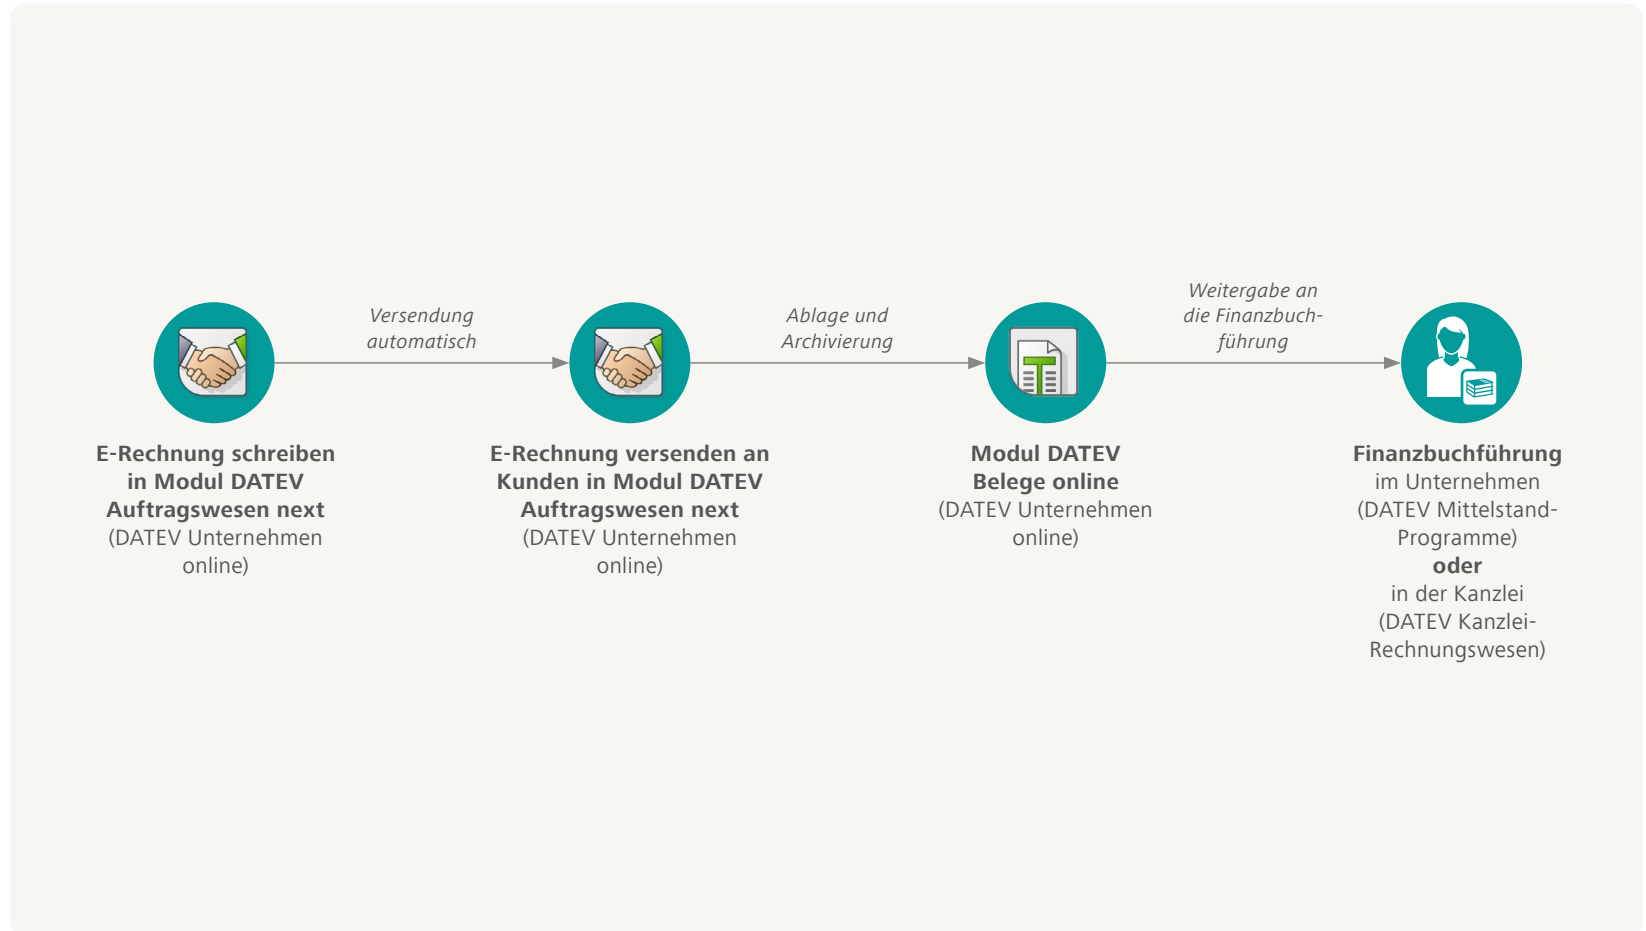 Versendung
automatisch
Ablage und
Archivierung
Weitergabe an
die Finanzbuch-
führung
E-Rechnung schreiben
in Modul DATEV
Auftragswesen next
(DATEV Unternehmen
online)
E-Rechnung versenden an
Kunden in Modul DATEV
Auftragswesen next
(DATEV Unternehmen
online)
Modul DATEV
Belege online
(DATEV Unternehmen
online)
Finanzbuchführung
im Unternehmen
(DATEV Mittelstand-
Programme)
oder
in der Kanzlei
(DATEV Kanzlei-
Rechnungswesen)